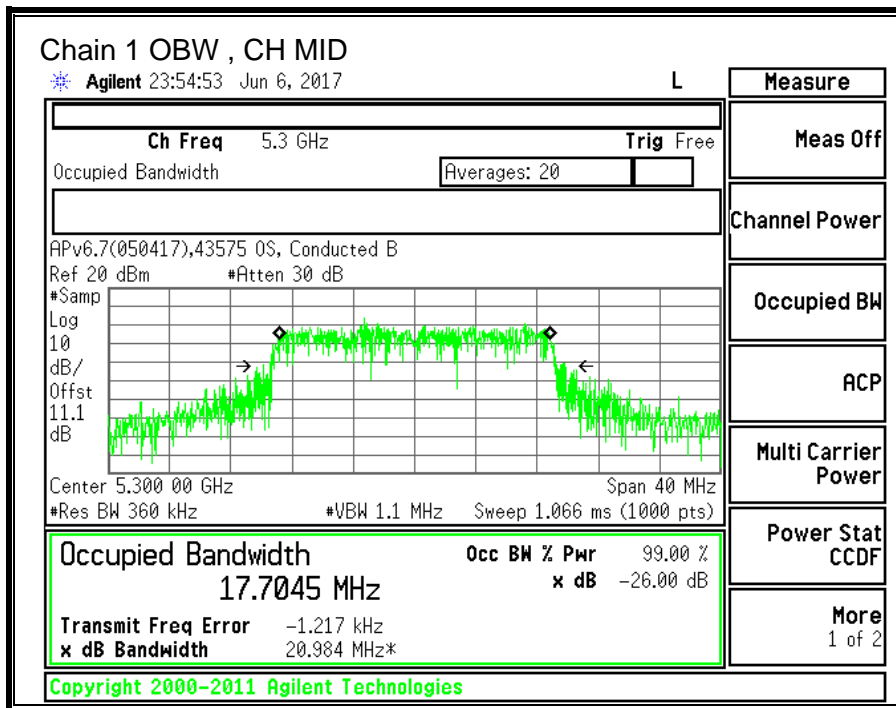 Chain 1 OBW , CH MID
Agilent 23:54:53 Jun 6, 2017 L
Measure
Ch Freq 5.3 GHz Trig Free
Occupied Bandwidth Averages: 20
APv6.7(050417),43575 OS, Conducted B
Ref 20 dBm #Atten 30 dB
#Samp
Log
10
dB/
Offst
11.1
dB
Center 5.300 00 GHz Span 40 MHz
#Res BW 360 kHz #VBW 1.1 MHz Sweep 1.066 ms (1000 pts)
Occupied Bandwidth Occ BW % Pwr 99.00 %
17.7045 MHz x dB -26.00 dB
Transmit Freq Error -1.217 kHz
x dB Bandwidth 20.984 MHz*
Copyright 2000-2011 Agilent Technologies
Meas Off
Channel Power
Occupied BW
ACP
Multi Carrier
Power
Power Stat
CCDF
More
1 of 2